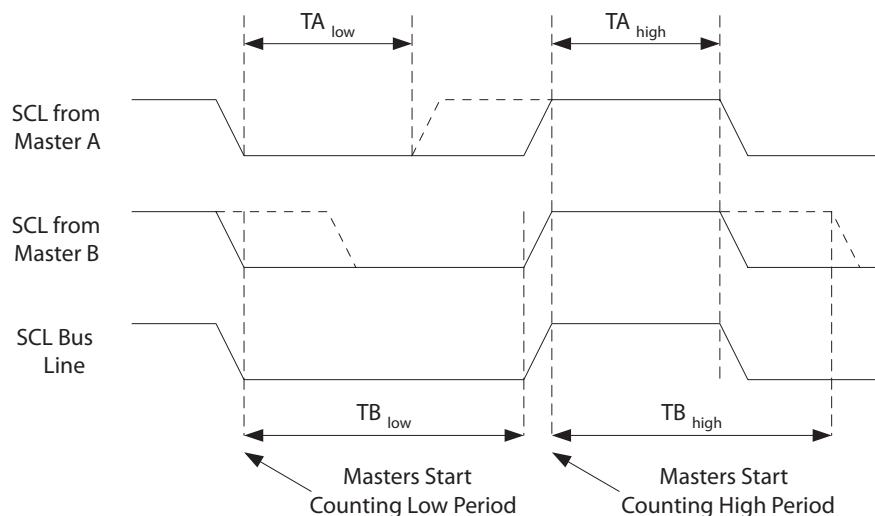 TA low
TA high
SCL from
Master A
SCL from
Master B
SCL Bus
Line
TB low
TB high
Masters Start
Counting Low Period
Masters Start
Counting High Period